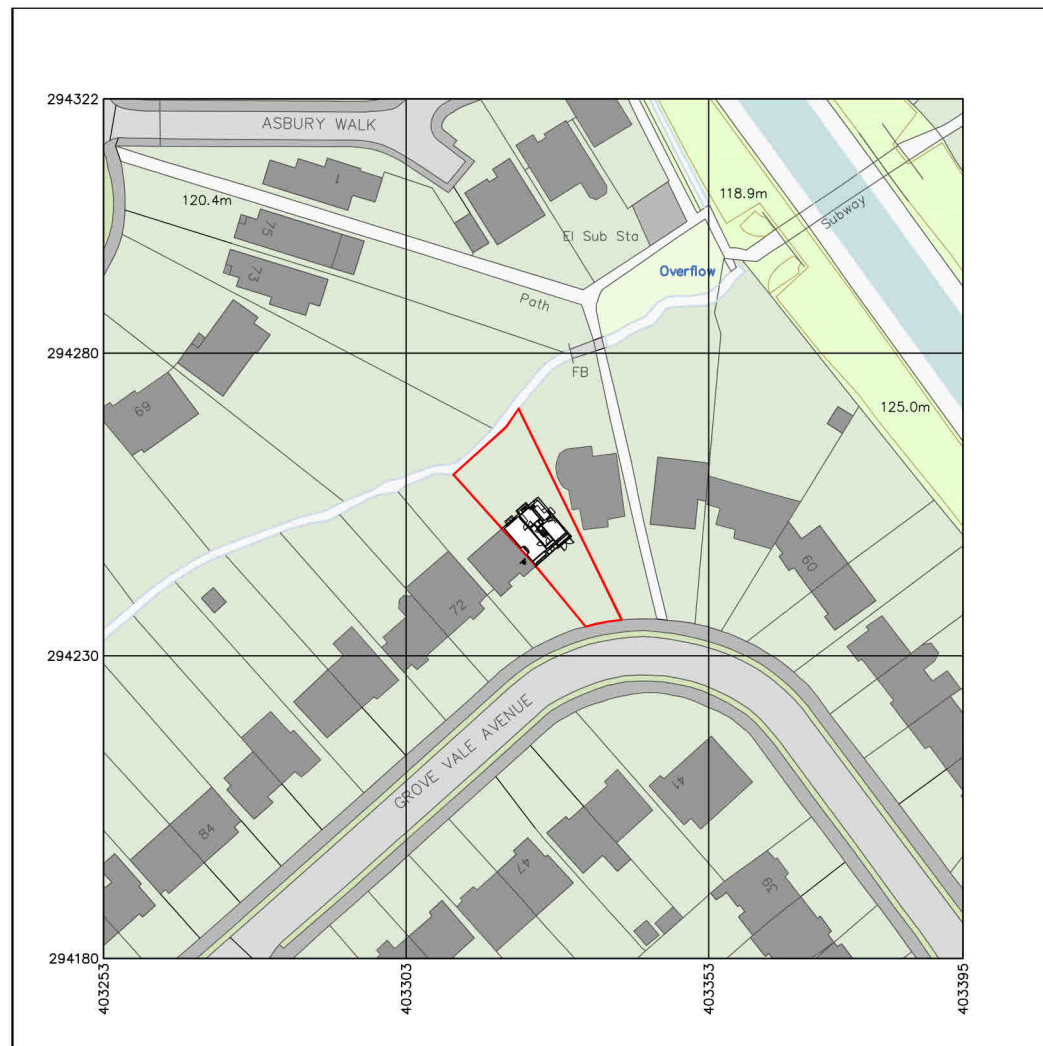 294322
ASBURY WALK
1
118.9m
120.4m
Subway
75
El Sub Sta
73
Overflow
Path
294280
FB
69
125.0m
60
72
294230
GROVE VALE AVENUE
41
84
47
39
294180
403253
403303
403353
403395